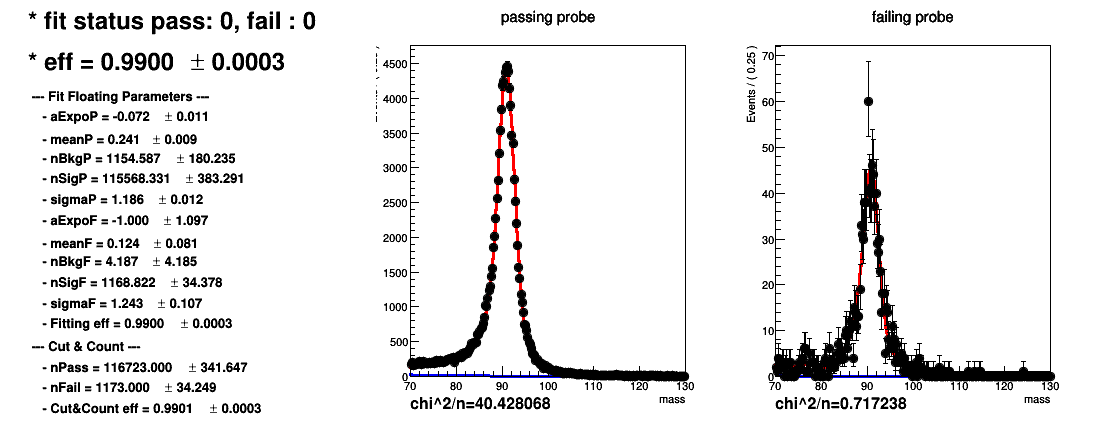 * fit status pass: 0, fail : 0
* eff = 0.9900 ± 0.0003
--- Fit Floating Parameters ---
- aExpoP = -0.072 ± 0.011
- meanP = 0.241 ± 0.009
- nBkgP = 1154.587 ± 180.235
- nSigP = 115568.331 ± 383.291
- sigmaP = 1.186 ± 0.012
- aExpoF = -1.000 ± 1.097
- meanF = 0.124 ± 0.081
- nBkgF = 4.187 ± 4.185
- nSigF = 1168.822 ± 34.378
- sigmaF = 1.243 ± 0.107
- Fitting eff = 0.9900 ± 0.0003
--- Cut & Count ---
- nPass = 116723.000 ± 341.647
- nFail = 1173.000 ± 34.249
- Cut&Count eff = 0.9901 ± 0.0003
passing probe
4500
4000
3500
3000
2500
2000
1500
1000
500
0
70 80 90 100 110 120 130
mass
chi^2/n=40.428068
failing probe
Events / ( 0.25 )
70
60
50
40
30
20
10
0
70 80 90 100 110 120 130
mass
chi^2/n=0.717238